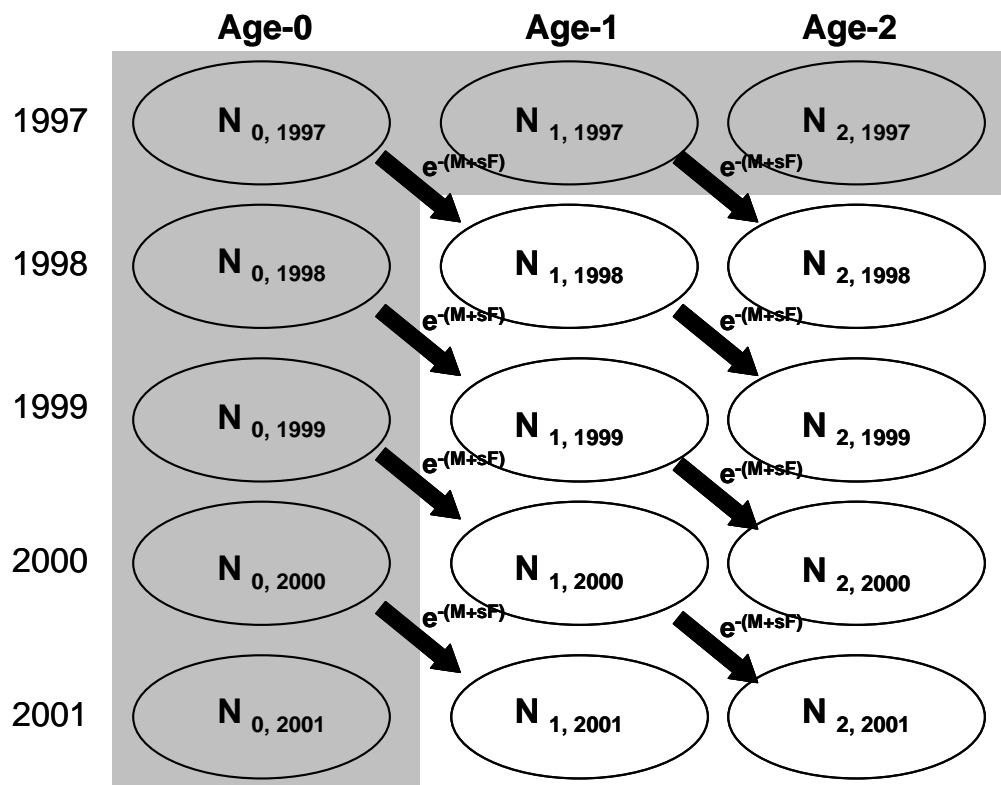 Age-0 Age-1 Age-2
1997 N 0, 1997 N 1, 1997 N 2, 1997
e-(M+sF) e-(M+sF)
1998 N 0, 1998 N 1, 1998 N 2, 1998
e-(M+sF) e-(M+sF)
1999 N 0, 1999 N 1, 1999 N 2, 1999
e-(M+sF) e-(M+sF)
2000 N 0, 2000 N 1, 2000 N 2, 2000
e-(M+sF) e-(M+sF)
2001 N 0, 2001 N 1, 2001 N 2, 2001